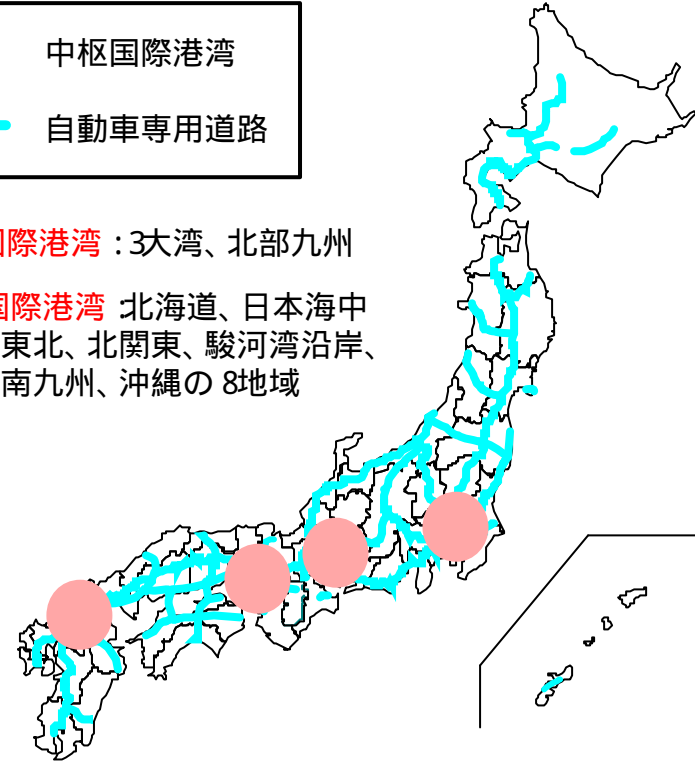 中枢国際港湾
自動車専用道路
国際港湾：3大湾、北部九州
国際港湾：北海道、日本海中
東北、北関東、駿河湾沿岸、
南九州、沖縄の8地域